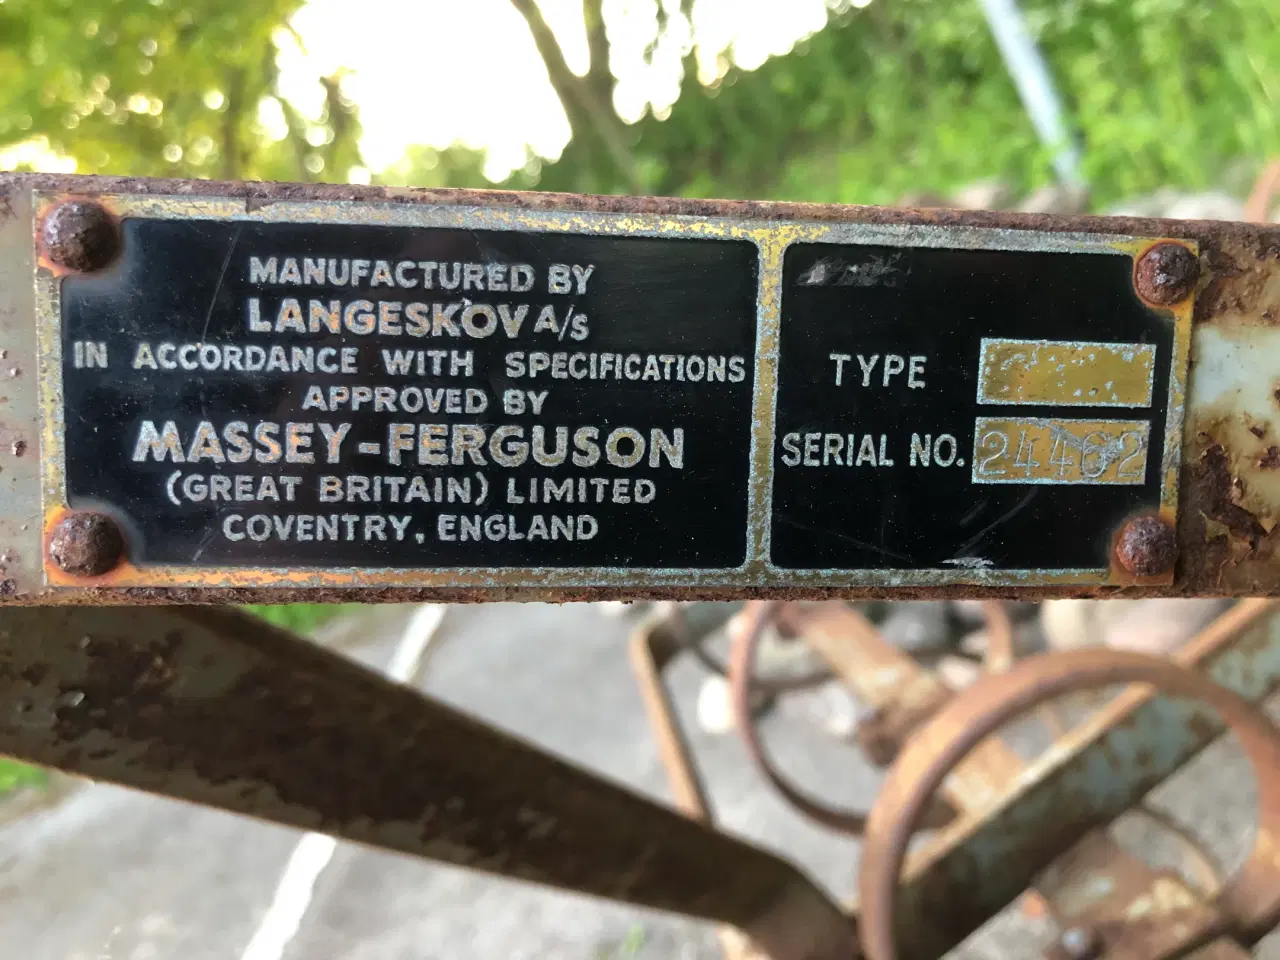 MANUFACTURED BY
LANGESKOV A/S
IN ACCORDANCE WITH SPECIFICATIONS
APPROVED BY
MASSEY-FERGUSON
(GREAT BRITAIN) LIMITED
COVENTRY, ENGLAND
TYPE
SERIAL NO. 24462